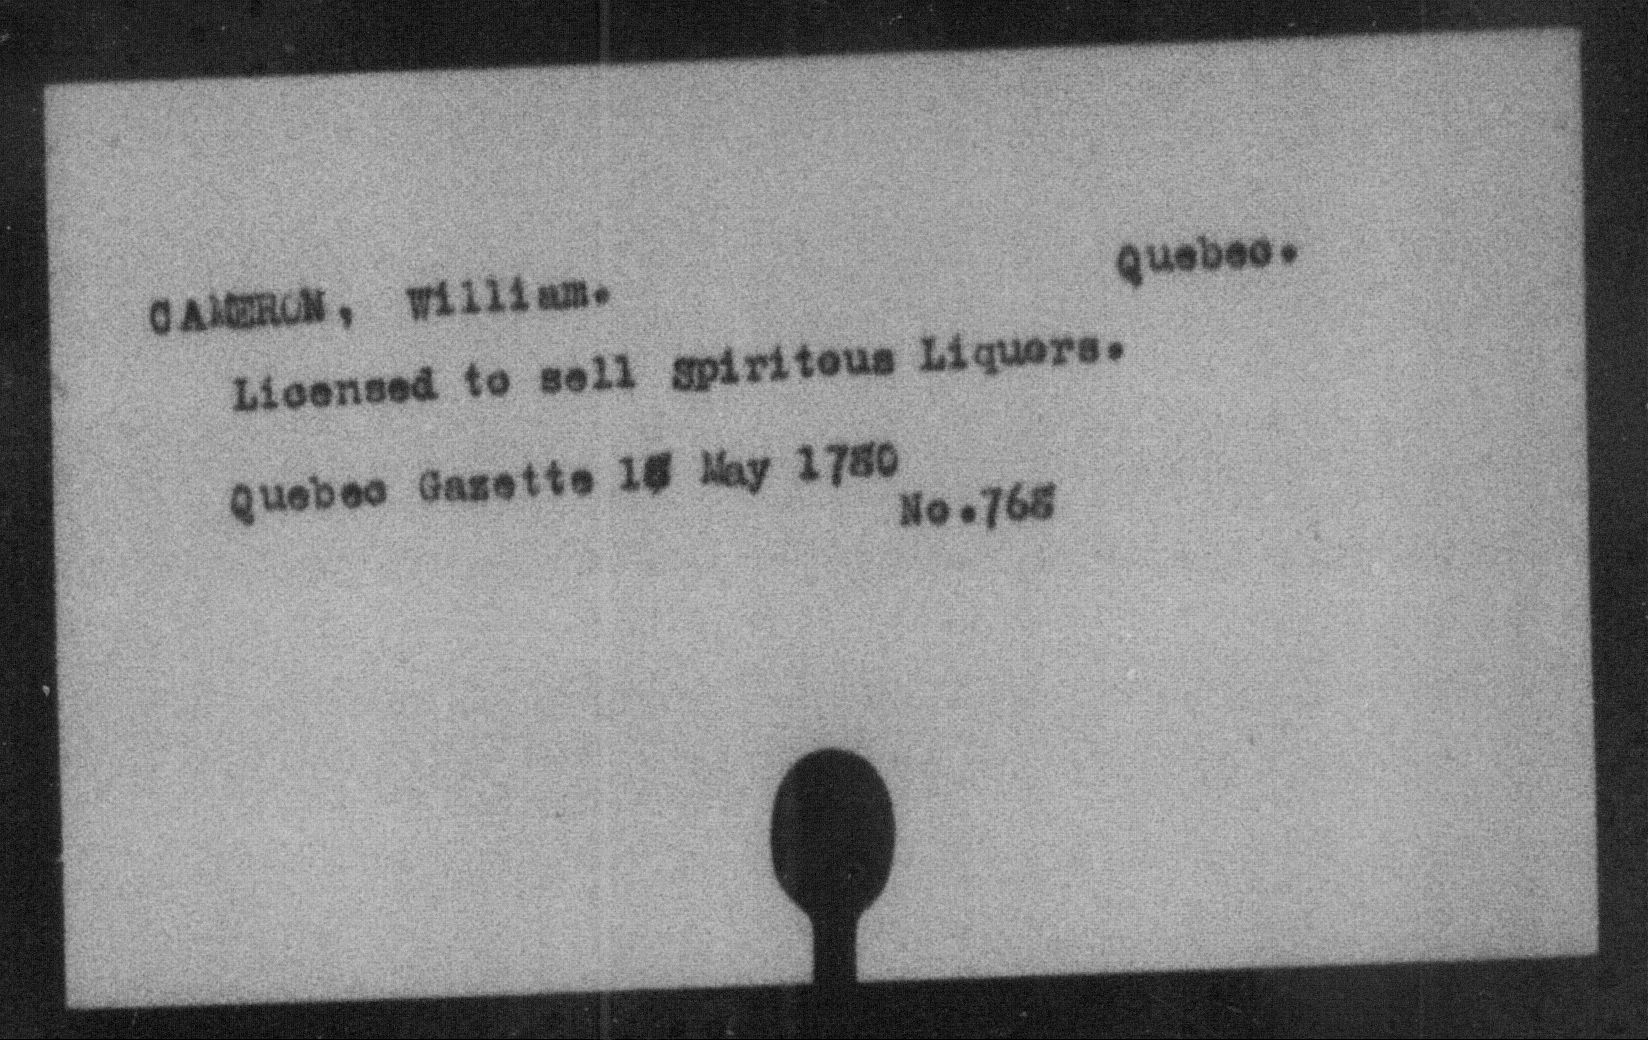 Quebec.
CAMERON, William.
Licensed to sell spiritous Liquors.
Quebec Gazette May 1780
No.768